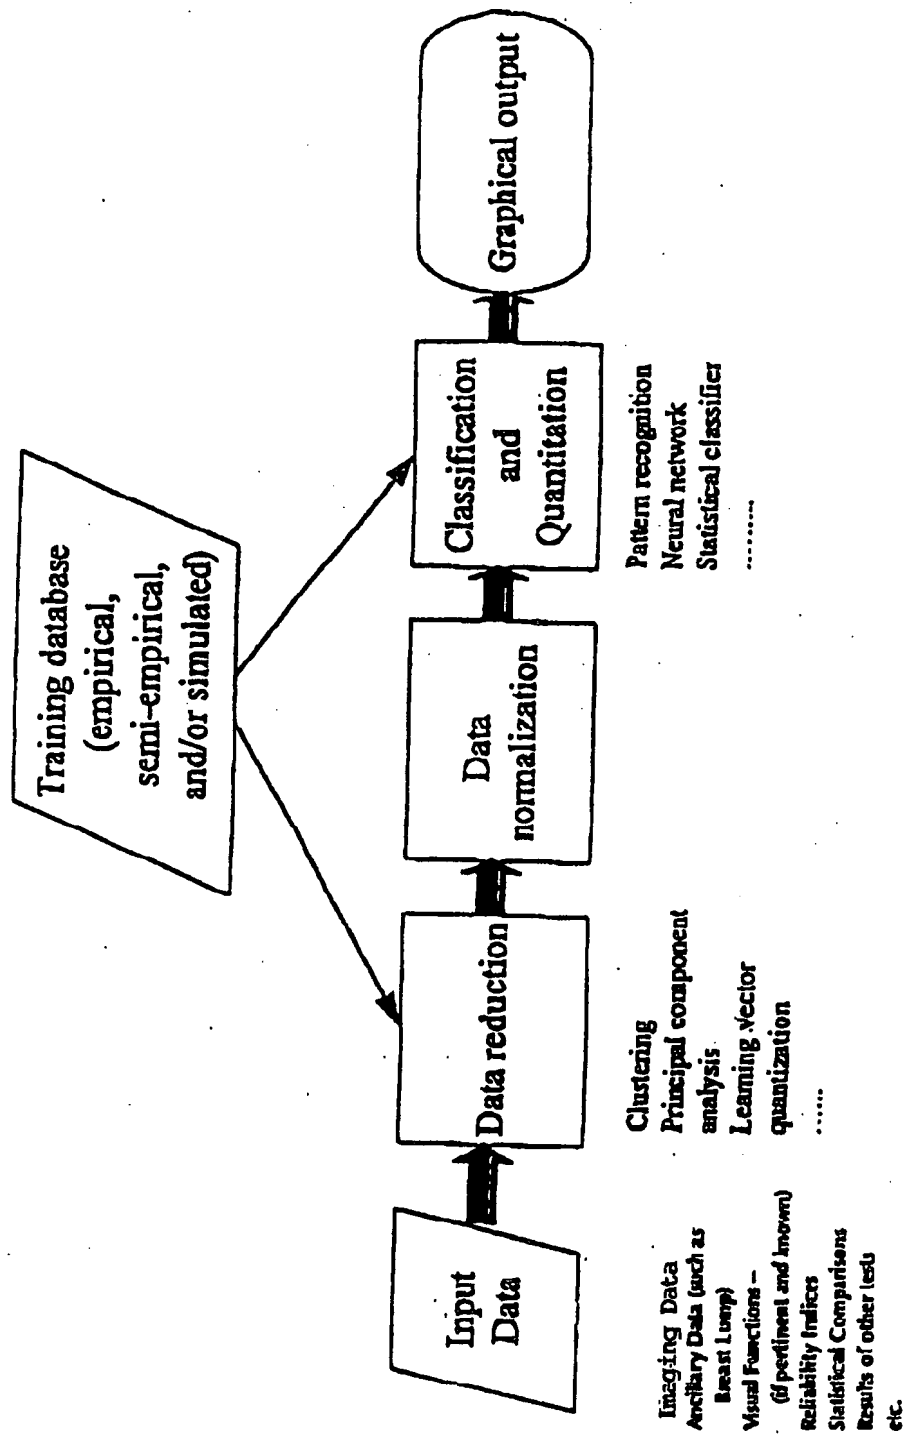 Training database
(empirical,
semi-empirical,
and/or simulated)
Input
Data
Data reduction
Data
normalization
Classification
and
Quantitation
Graphical output
Imaging Data
Ancillary Data (such as
Breast Lump)
Visual Functions –
(if pertinent and known)
Reliability Indices
Statistical Comparisons
Results of other tests
etc.
Clustering
Principal component
analysis
Learning Vector
quantization
......
Pattern recognition
Neural network
Statistical classifier
.........